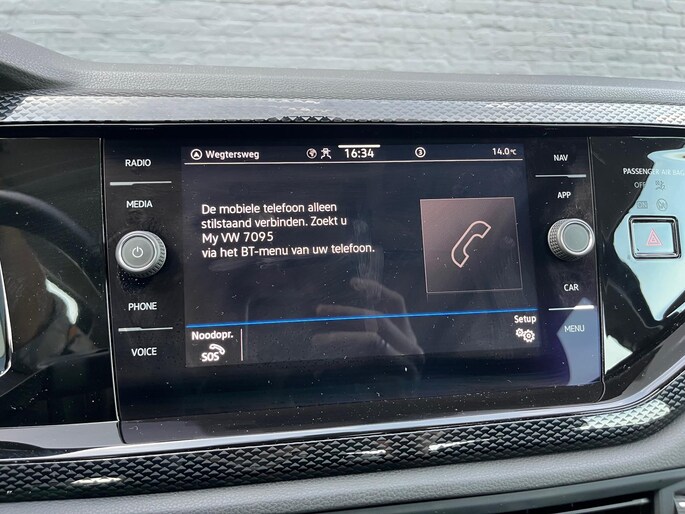 RADIO
MEDIA
PHONE
VOICE
Wegtersweg
16:34
3
14.0°C
De mobiele telefoon alleen
stilstaand verbinden. Zoekt u
My VW 7095
via het BT-menu van uw telefoon.
Noodopr.
SOS
Setup
NAV
APP
CAR
MENU
PASSENGER AIR BAG
OFF